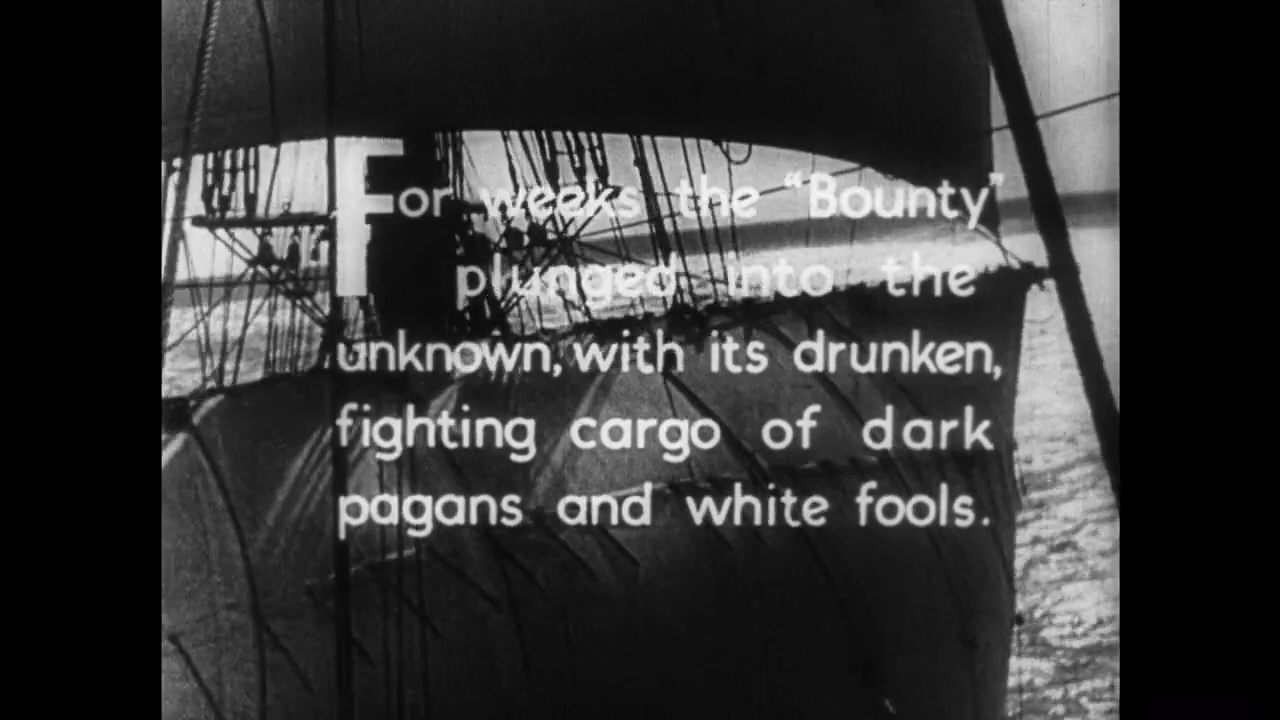 For weeks the “Bounty”
plunged into the
unknown, with its drunken,
fighting cargo of dark
pagans and white fools.